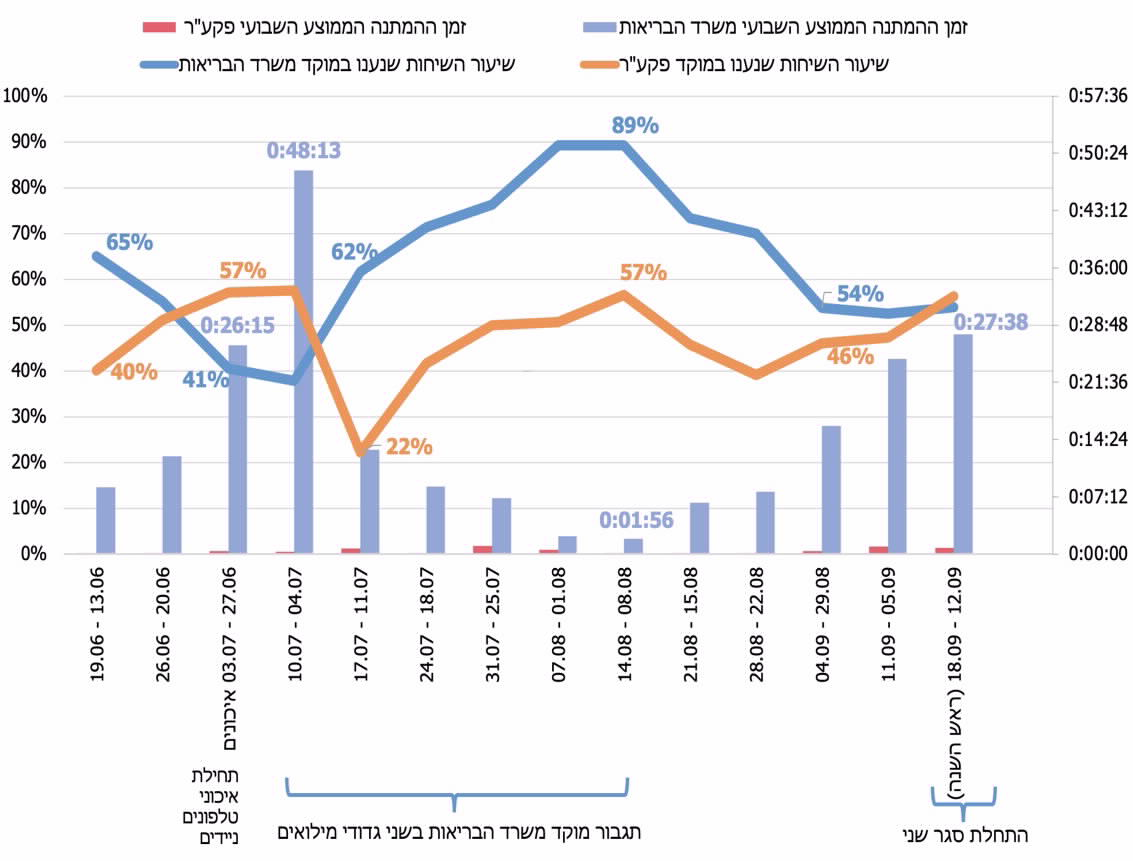 זמן ההמתנה הממוצע השבועי משרד הבריאות
זמן ההמתנה הממוצע השבועי פקע"ר
שיעור השיחות שנענו במוקד פקע"ר
שיעור השיחות שנענו במוקד משרד הבריאות
100%
90%
80%
70%
60%
50%
40%
30%
20%
10%
0%
0:57:36
0:50:24
0:43:12
0:36:00
0:28:48
0:21:36
0:14:24
0:07:12
0:00:00
65%
40%
57%
0:26:15
41%
0:48:13
62%
22%
89%
57%
0:01:56
54%
46%
0:27:38
19.06 - 13.06
26.06 - 20.06
03.07 - 27.06 איכונים
10.07 - 04.07
17.07 - 11.07
24.07 - 18.07
31.07 - 25.07
07.08 - 01.08
14.08 - 08.08
21.08 - 15.08
28.08 - 22.08
04.09 - 29.08
11.09 - 05.09
18.09 - 12.09 (ראש השנה)
תחילת
איכוני
טלפונים
ניידים
תגבור מוקד משרד הבריאות בשני גדודי מילואים
התחלת סגר שני